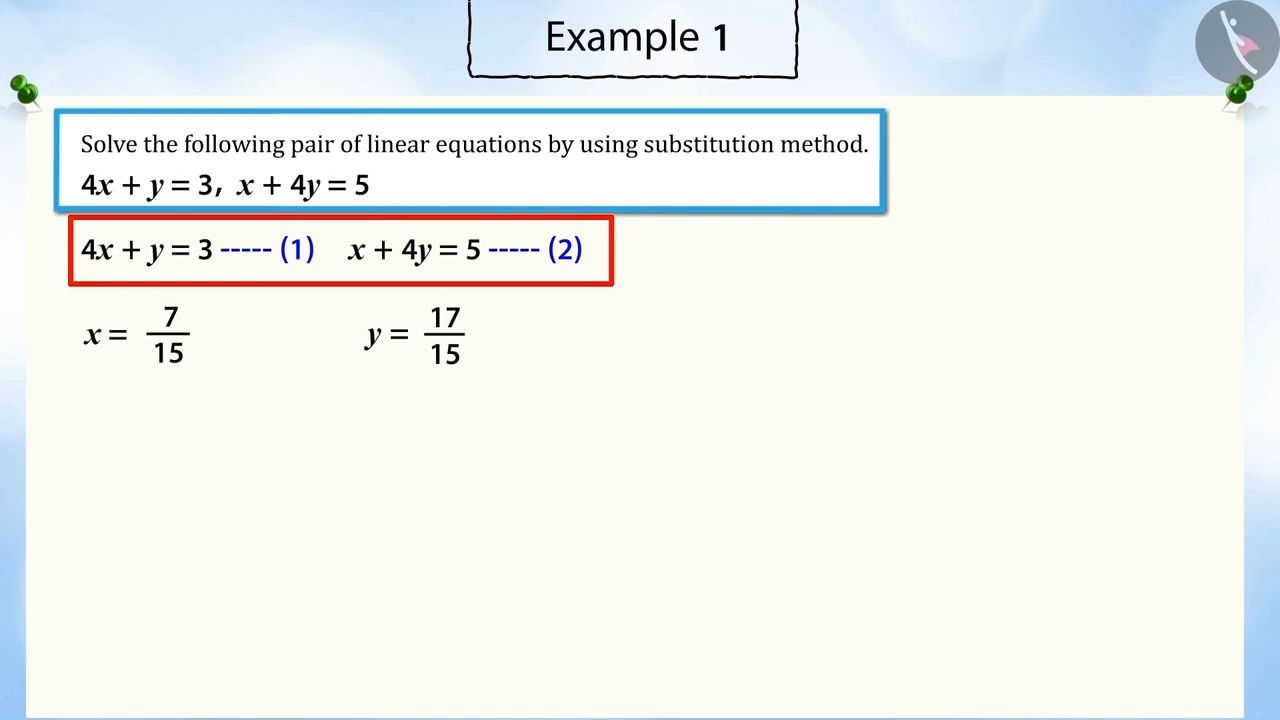 Example 1
Solve the following pair of linear equations by using substitution method.
4x + y = 3, x + 4y = 5
4x + y = 3 ----- (1) x + 4y = 5 ----- (2)
x = 7/15 y = 17/15